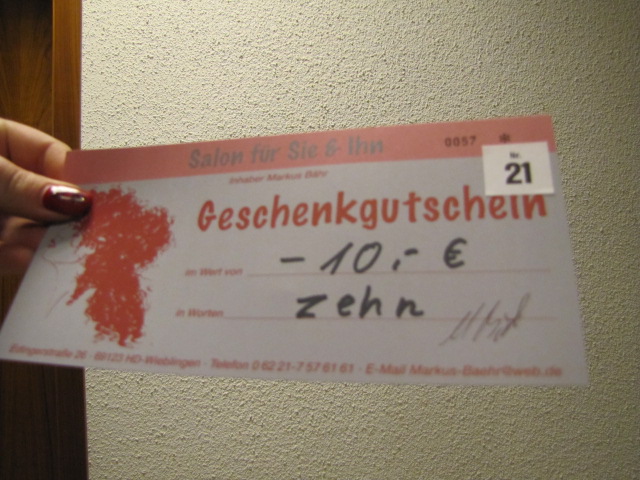 Salon für Sie & Ihn
0057 *
Inhaber Markus Bähr
Nr.
21
Geschenkgutschein
im Wert von - 10,- €
in Worten zehn
Edingerstraße 26 · 69123 HD-Wieblingen · Telefon 0 62 21-7 57 61 61 · E-Mail Markus-Baehr@web.de